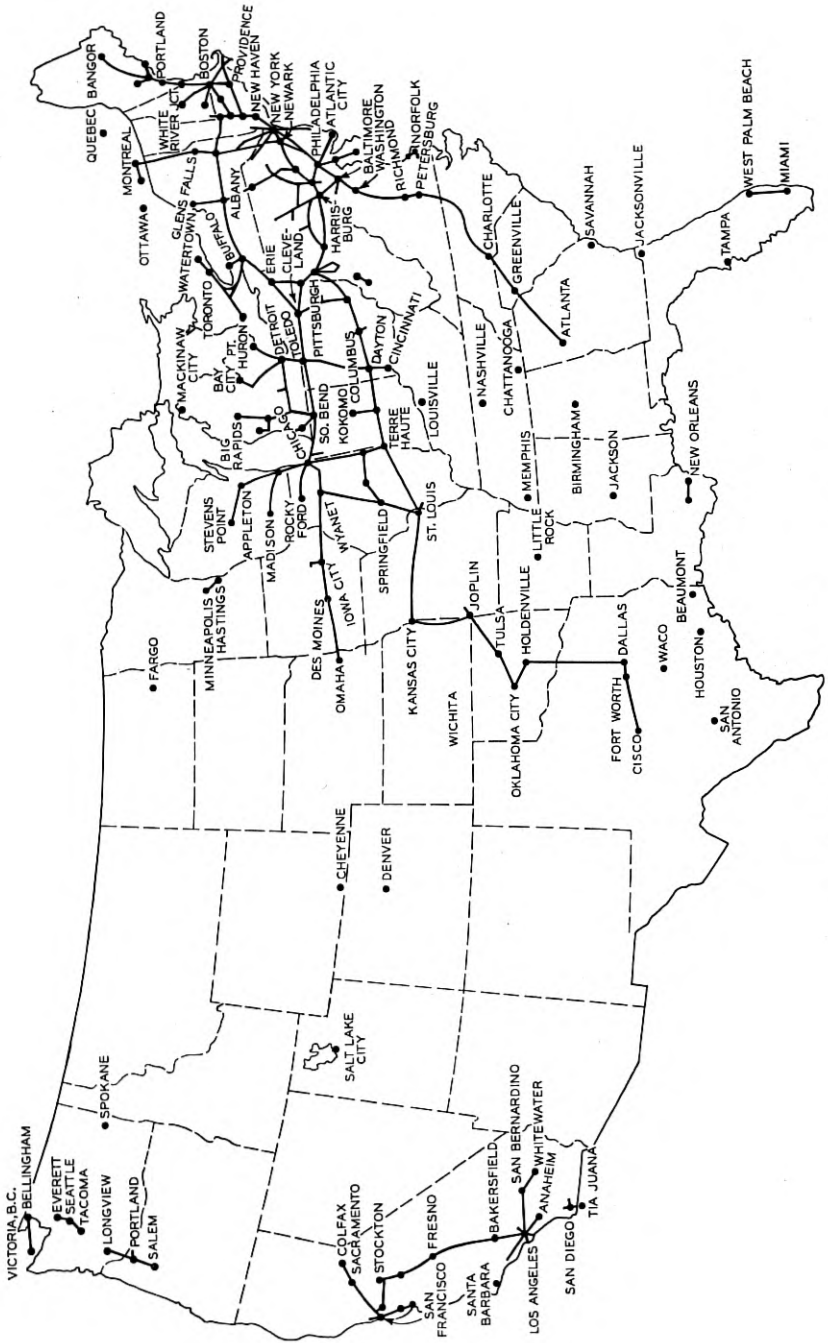 VICTORIA, B.C.
BELLINGHAM
EVERETT
SEATTLE
TACOMA
LONGVIEW
PORTLAND
SALEM
SPOKANE
COLFAX
SACRAMENTO
STOCKTON
FRESNO
SAN
FRANCISCO
SANTA
BARBARA
BAKERSFIELD
LOS ANGELES
SAN BERNARDINO
WHITEWATER
ANAHEIM
SAN DIEGO
TIA JUANA
SALT LAKE
CITY
CHEYENNE
DENVER
FARGO
MINNEAPOLIS
HASTINGS
DES MOINES
OMAHA
IOWA CITY
WYANET
KANSAS CITY
WICHITA
JOPLIN
TULSA
OKLAHOMA CITY
HOLDENVILLE
DALLAS
FORT WORTH
CISCO
WACO
SAN
ANTONIO
HOUSTON
BEAUMONT
NEW ORLEANS
LITTLE
ROCK
MEMPHIS
JACKSON
BIRMINGHAM
STEVENS
POINT
APPLETON
MADISON
ROCKY
FORD
CHICAGO
SPRINGFIELD
ST. LOUIS
TERRE
HAUTE
KOKOMO
SO. BEND
BIG
RAPIDS
MACKINAW
CITY
BAY
CITY
PT.
HURON
DETROIT
TOLEDO
COLUMBUS
DAYTON
CINCINNATI
LOUISVILLE
NASHVILLE
CHATTANOOGA
ATLANTA
GREENVILLE
CHARLOTTE
SAVANNAH
JACKSONVILLE
TAMPA
WEST PALM BEACH
MIAMI
CLEVE-
LAND
ERIE
PITTSBURGH
HARRIS-
BURG
TORONTO
BUFFALO
WATERTOWN
GLENS FALLS
ALBANY
OTTAWA
MONTREAL
QUEBEC
BANGOR
PORTLAND
WHITE
RIVER JCT.
BOSTON
PROVIDENCE
NEW HAVEN
NEW YORK
NEWARK
PHILADELPHIA
ATLANTIC
CITY
BALTIMORE
WASHINGTON
RICHMOND
NORFOLK
PETERSBURG